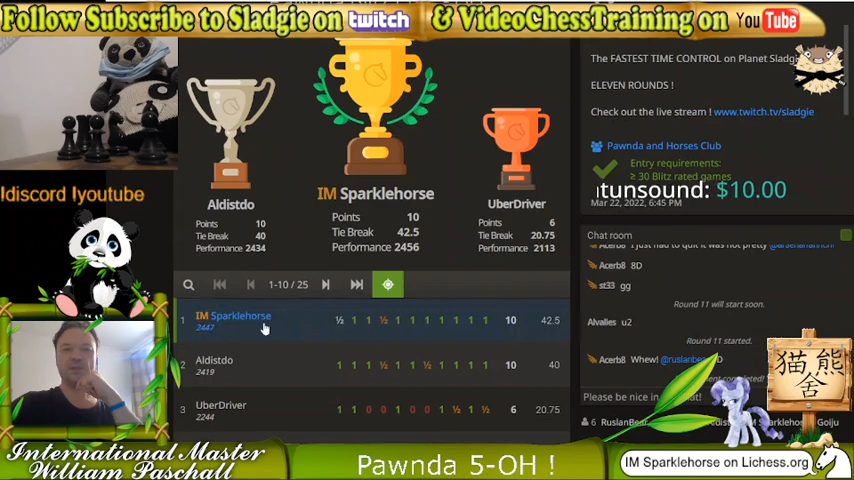 Follow Subscribe to Sladgie on twitch & VideoChessTraining on YouTube
The FASTEST TIME CONTROL on Planet Sladgi
ELEVEN ROUNDS !
Check out the live stream ! www.twitch.tv/sladgie
Pawnda and Horses Club
Entry requirements:
≥ 30 Blitz rated games
tunsound: $10.00
Mar 22, 2022, 6:45 PM
!discord !youtube
Aldistdo
Points 10
Tie Break 40
Performance 2434
IM Sparklehorse
Points 10
Tie Break 42.5
Performance 2456
UberDriver
Points 6
Tie Break 20.75
Performance 2113
1-10 / 25
1 IM Sparklehorse ½ 1 1 ½ 1 1 1 1 1 1 1 10 42.5
2447
2 Aldistdo 1 1 1 ½ 1 1 ½ 1 1 1 1 10 40
2419
3 UberDriver 1 1 0 0 1 0 0 1 ½ 1 ½ 6 20.75
2244
Chat room
Acerb8 8D
st33 gg
Round 11 will start soon.
Alvalies u2
Round 11 started.
Acerb8 Whew! @ruslanbe
Please be nice in
6 RuslanBear
Goiju
猫熊
舍
International Master
William Paschall
Pawnda 5-OH !
IM Sparklehorse on Lichess.org